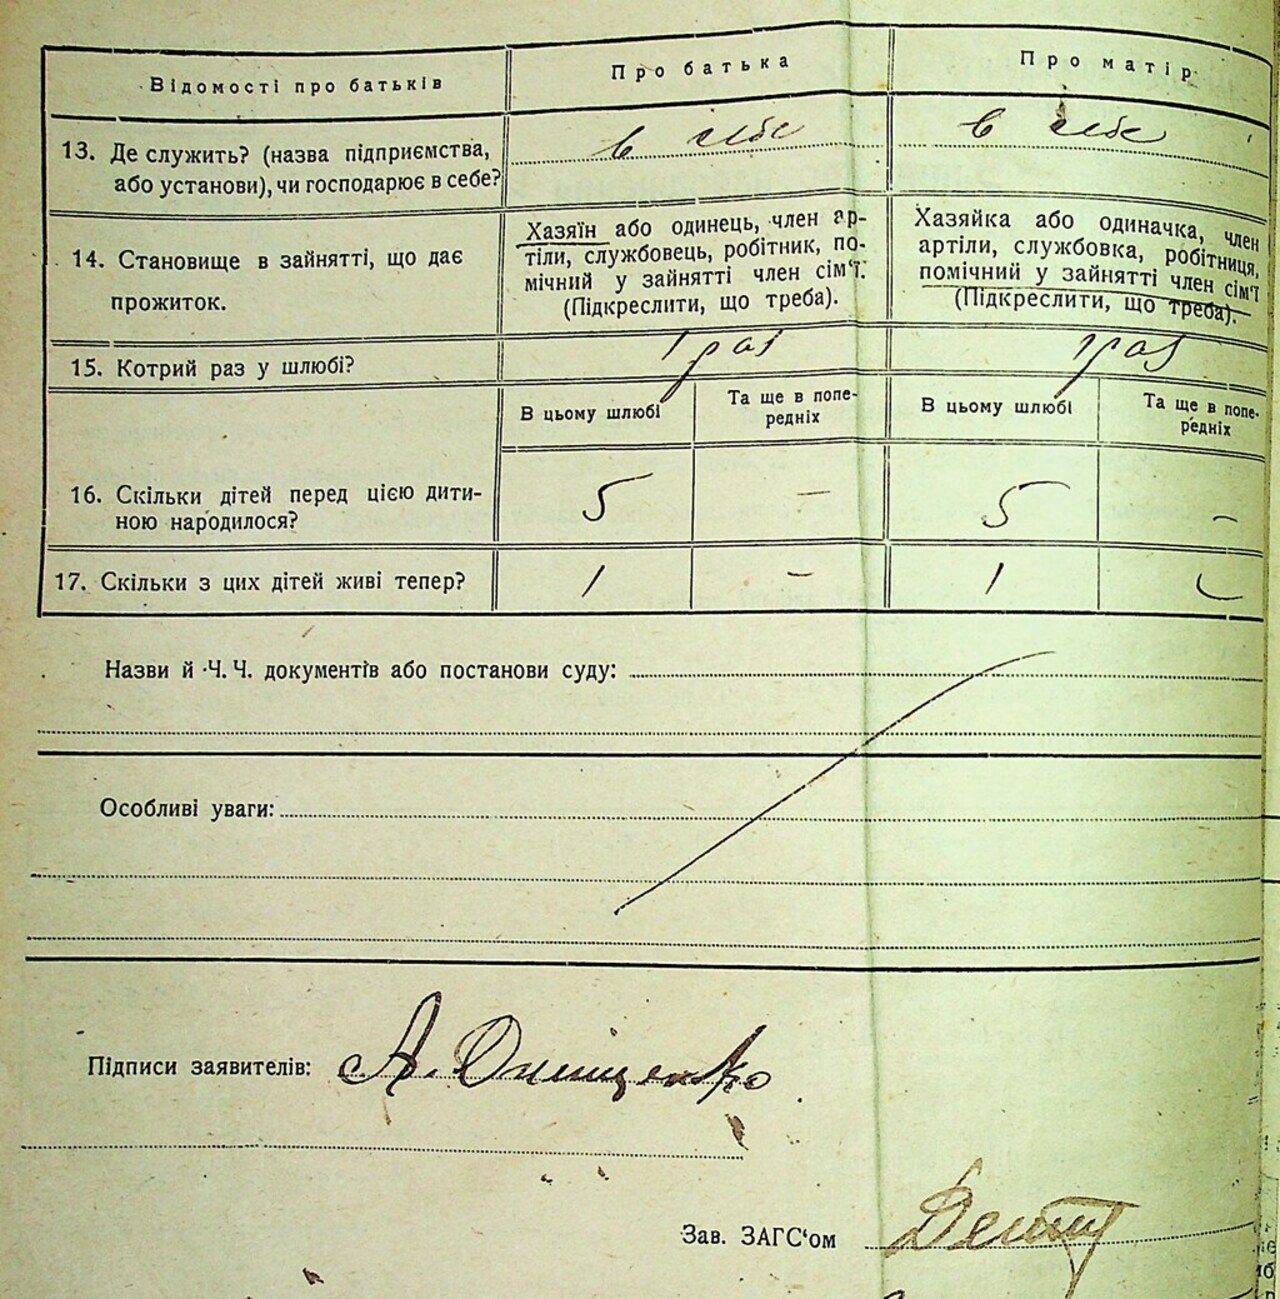 Відомості про батьків
Про батька
Про матір
13. Де служить? (назва підприємства,
або установи), чи господарює в себе?
в себе
в себе
14. Становище в зайнятті, що дає
прожиток.
Хазяїн або одинець, член ар-
тіли, службовець, робітник, по-
мічний у зайнятті член сім'ї.
(Підкреслити, що треба).
Хазяйка або одиначка, член
артіли, службовка, робітниця,
помічний у зайнятті член сім'ї
(Підкреслити, що треба).
15. Котрий раз у шлюбі?
1 раз
1 раз
В цьому шлюбі
Та ще в попе-
редніх
В цьому шлюбі
Та ще в попе-
редніх
16. Скільки дітей перед цією дити-
ною народилося?
5 – 5 –
17. Скільки з цих дітей живі тепер?
1 – 1 –
Назви й Ч. Ч. документів або постанови суду:
Особливі уваги:
Підписи заявителів: А. Онищенко
Зав. ЗАГС'ом